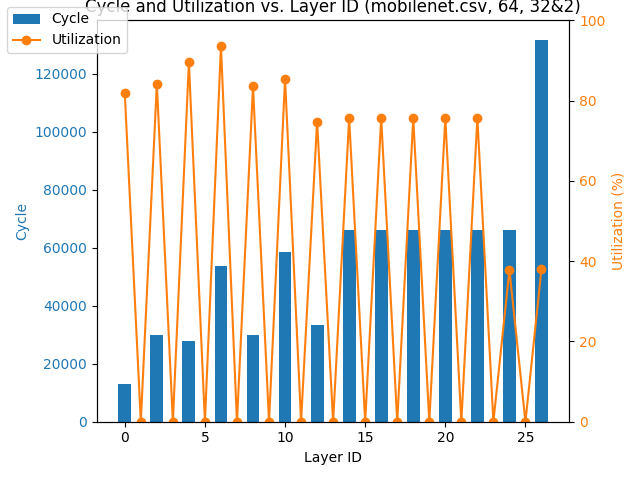 Cycle and Utilization vs. Layer ID (mobilenet.csv, 64, 32&2)
Cycle
Utilization
120000
100000
80000
60000
40000
20000
0
Cycle
100
80
60
40
20
0
Utilization (%)
0 5 10 15 20 25
Layer ID